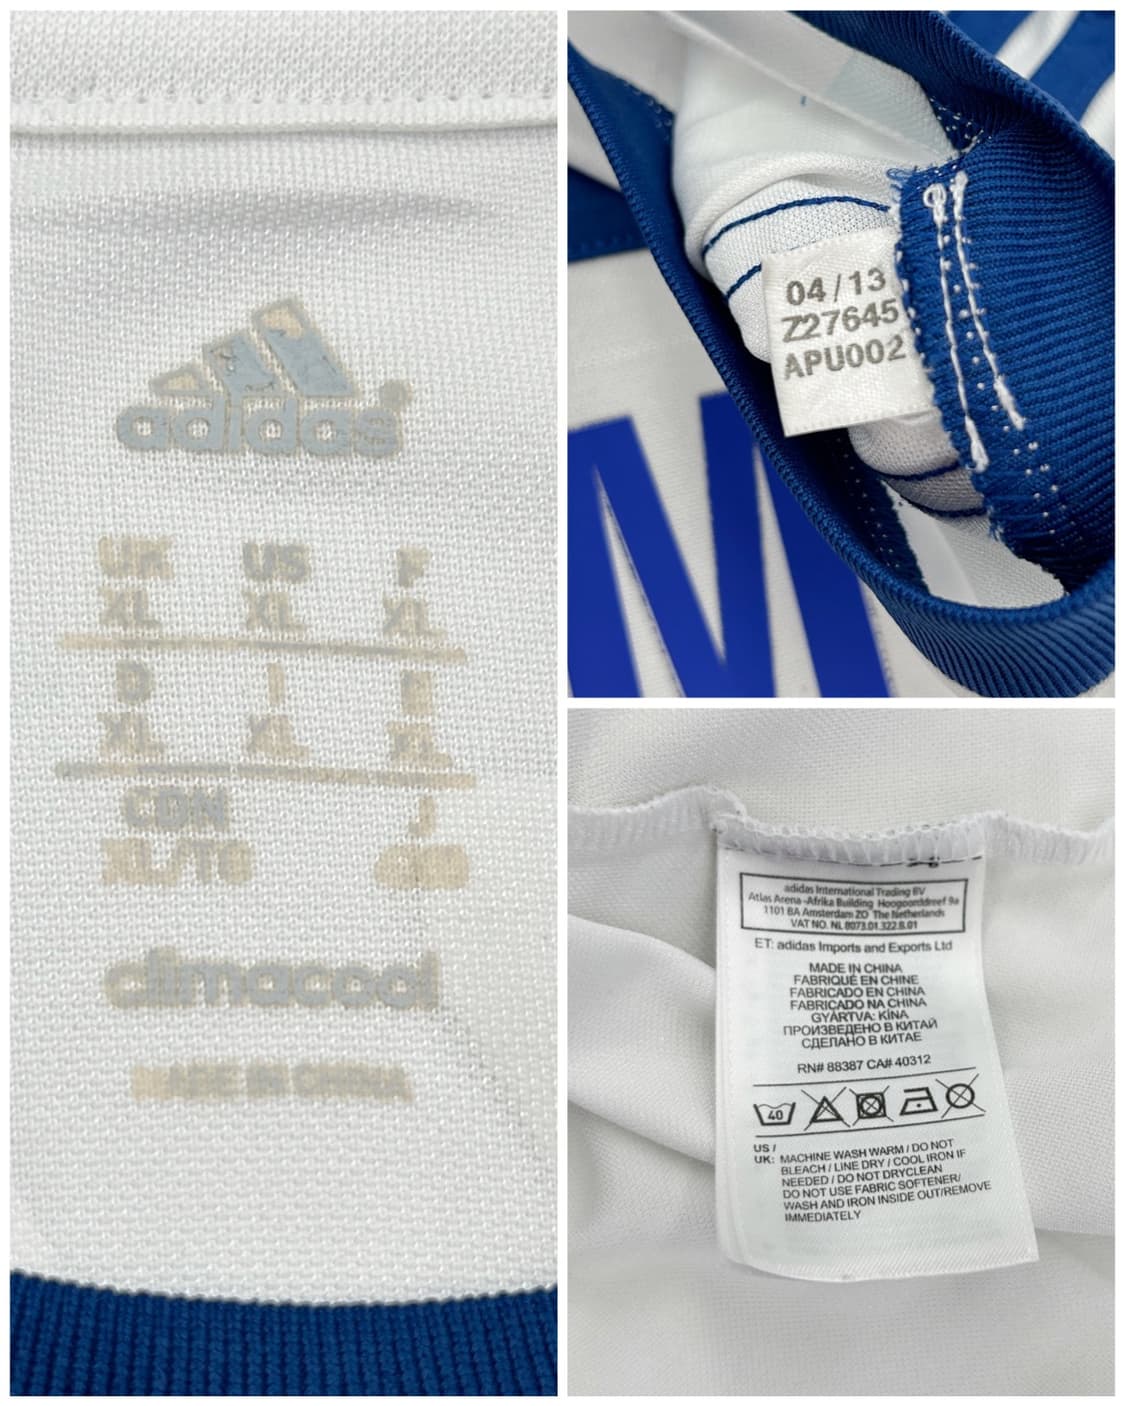 adidas®
UK US F
XL XL XL
D I E
XL XL XL
CDN J
XL/TG
climacool
MADE IN CHINA
04/13
Z27645
APU002
M
adidas International Trading BV
Atlas Arena -Afrika Building Hoogoorddreef 9a
1101 BA Amsterdam ZO The Netherlands
VAT NO. NL 8073.01.322.B.01
ET: adidas Imports and Exports Ltd
MADE IN CHINA
FABRIQUÉ EN CHINE
FABRICADO EN CHINA
FABRICADO NA CHINA
GYÁRTVA: KÍNA
ПРОИЗВЕДЕНО В КИТАЙ
СДЕЛАНО В КИТАЕ
RN# 88387 CA# 40312
40
US /
UK: MACHINE WASH WARM / DO NOT
BLEACH / LINE DRY / COOL IRON IF
NEEDED / DO NOT DRYCLEAN
DO NOT USE FABRIC SOFTENER/
WASH AND IRON INSIDE OUT/REMOVE
IMMEDIATELY